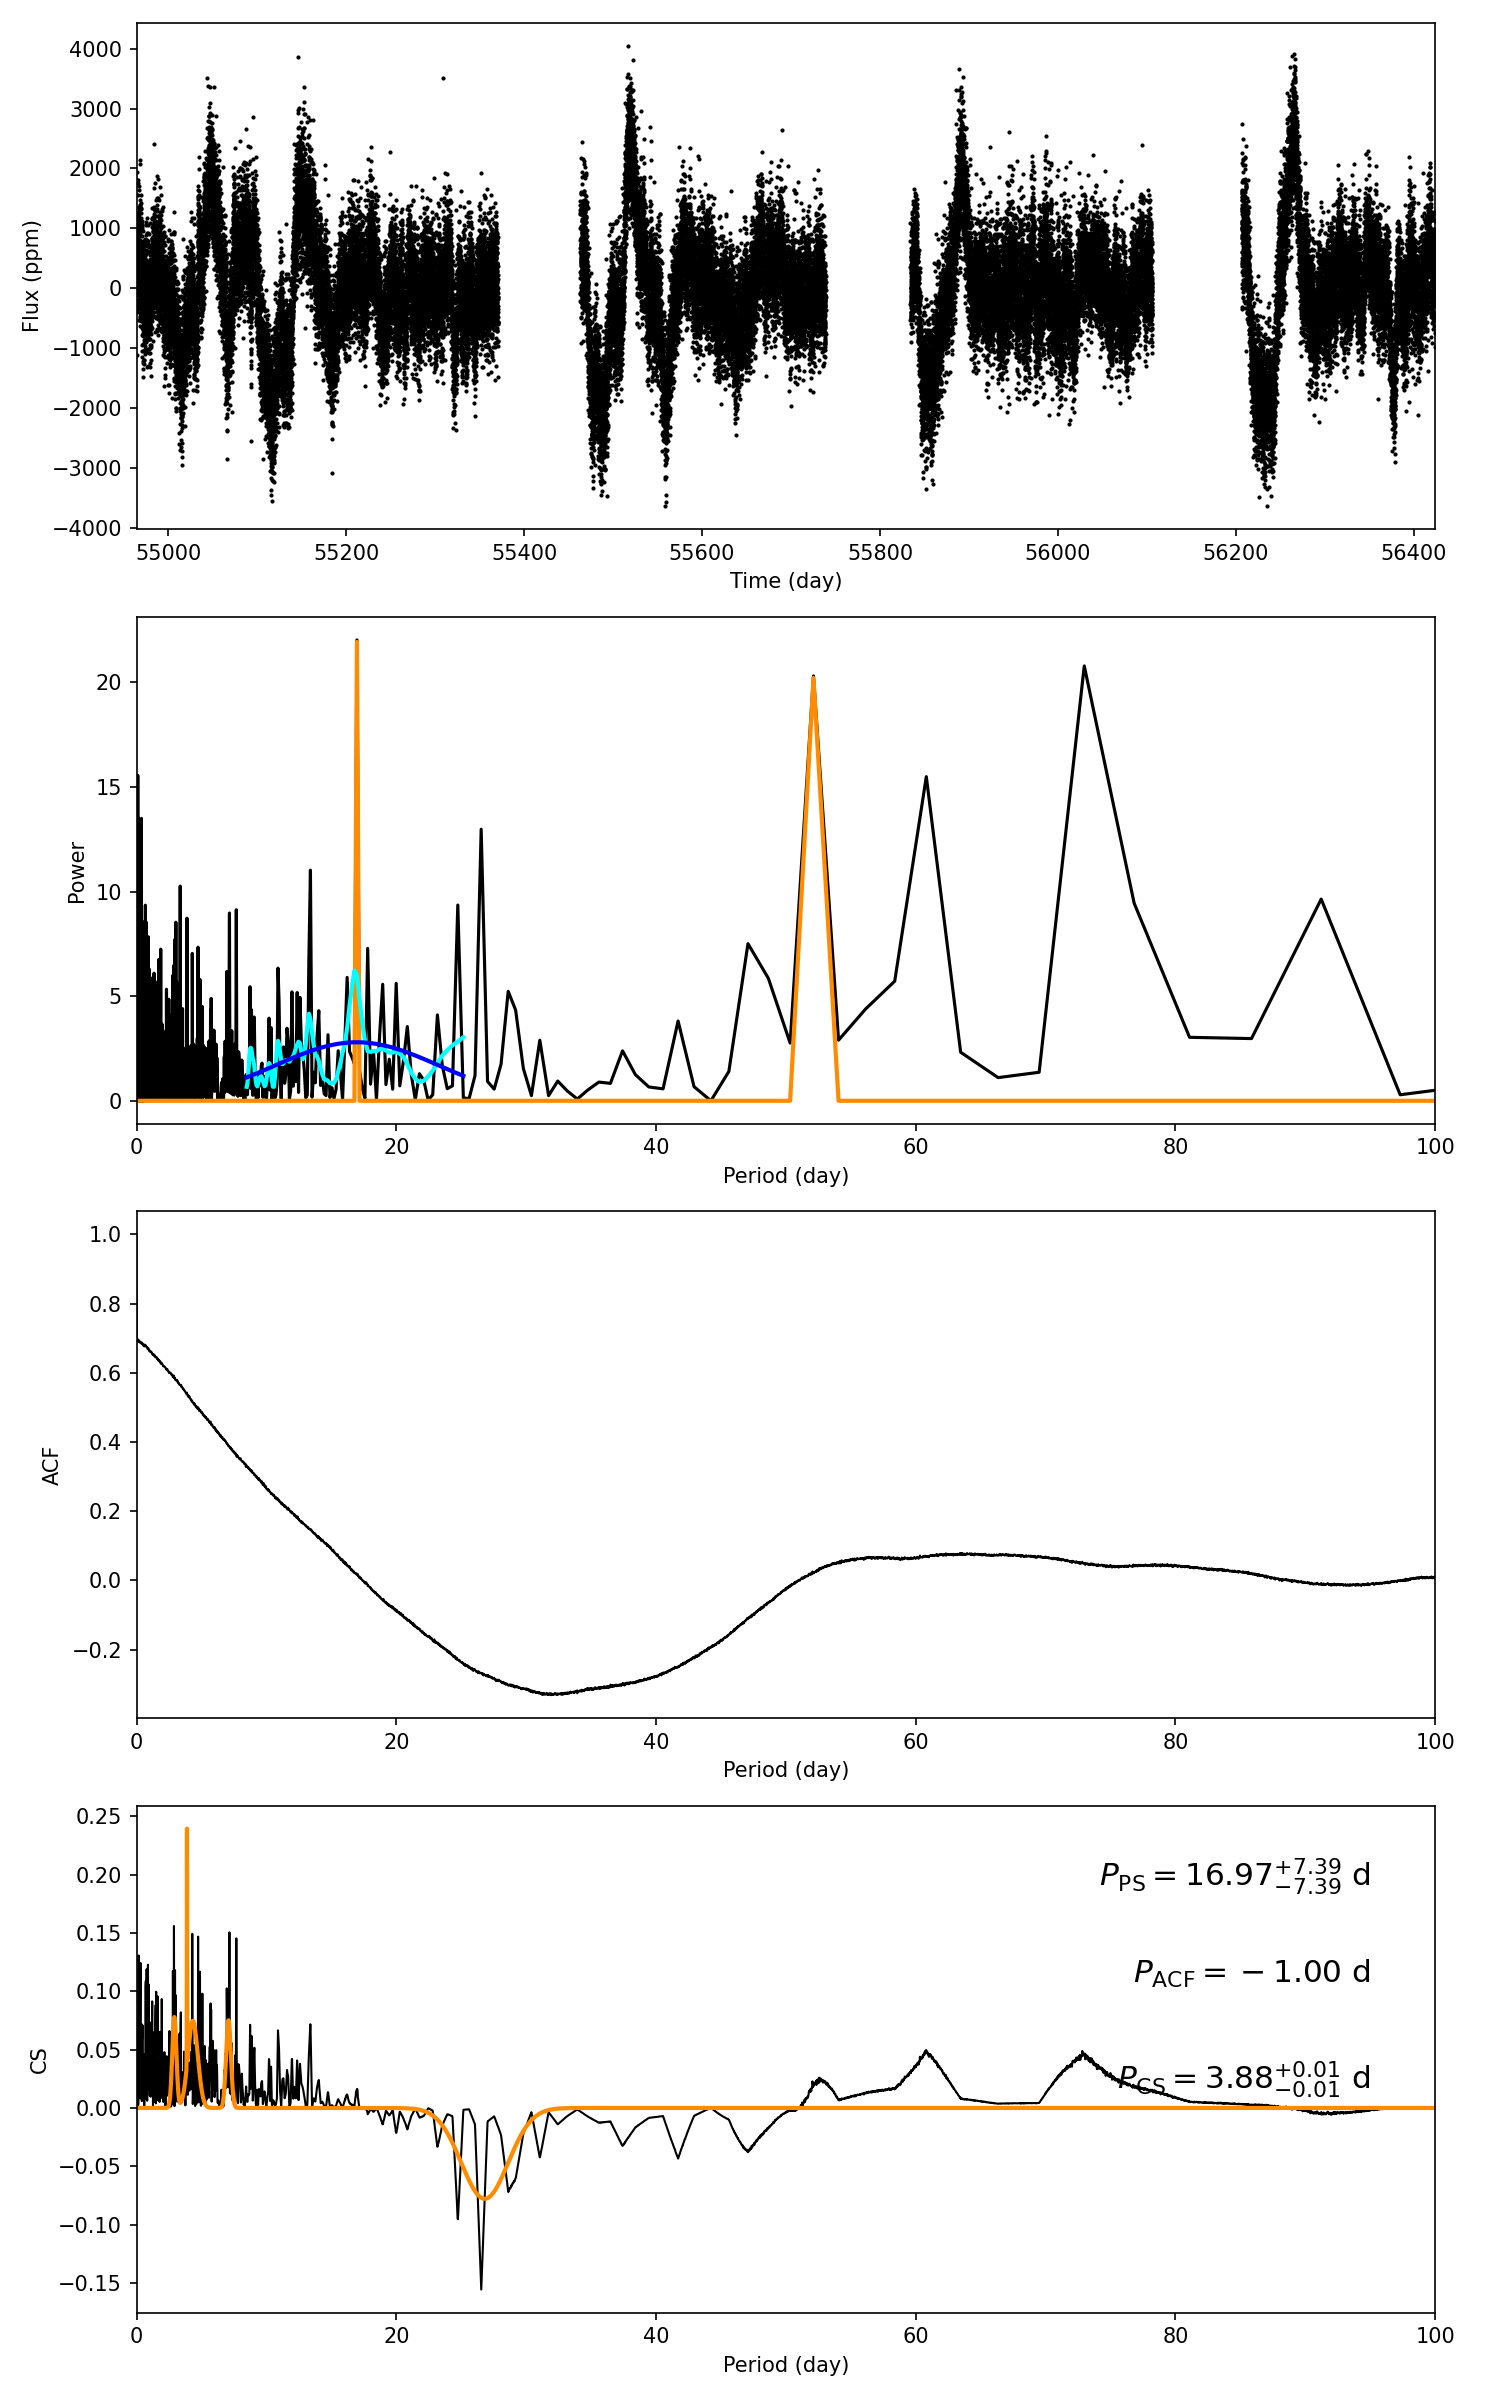 4000
3000
2000
1000
0
−1000
−2000
−3000
−4000
Flux (ppm)
55000 55200 55400 55600 55800 56000 56200 56400
Time (day)
20
15
10
5
0
Power
0 20 40 60 80 100
Period (day)
1.0
0.8
0.6
0.4
0.2
0.0
−0.2
ACF
0 20 40 60 80 100
Period (day)
0.25
0.20
0.15
0.10
0.05
0.00
−0.05
−0.10
−0.15
CS
P_PS = 16.97^{+7.39}_{−7.39} d
P_ACF = −1.00 d
P_CS = 3.88^{+0.01}_{−0.01} d
0 20 40 60 80 100
Period (day)